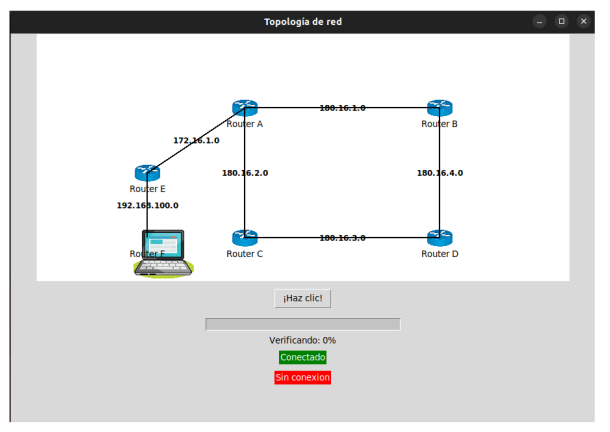 Topología de red
180.16.1.0
Router A
Router B
172.16.1.0
180.16.2.0
180.16.4.0
Router E
192.168.100.0
180.16.3.0
Router F
Router C
Router D
¡Haz clic!
Verificando: 0%
Conectado
Sin conexion